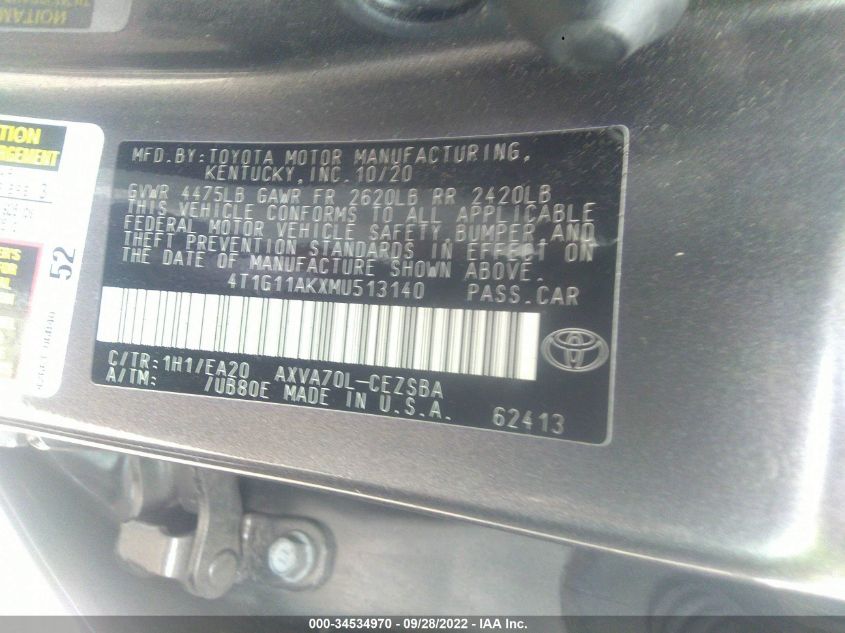 MFD.BY:TOYOTA MOTOR MANUFACTURING,
KENTUCKY,INC.10/20
GVWR 4475LB GAWR FR 2620LB RR 2420LB
THIS VEHICLE CONFORMS TO ALL APPLICABLE
FEDERAL MOTOR VEHICLE SAFETY,BUMPER,AND
THEFT PREVENTION STANDARDS IN EFFECT ON
THE DATE OF MANUFACTURE SHOWN ABOVE.
4T1G11AKXMU513140 PASS.CAR
C/TR:1H1/EA20 AXVA70L-CEZSBA
A/TM: /UB80E MADE IN U.S.A. 62413
52
000-34534970 - 09/28/2022 - IAA Inc.